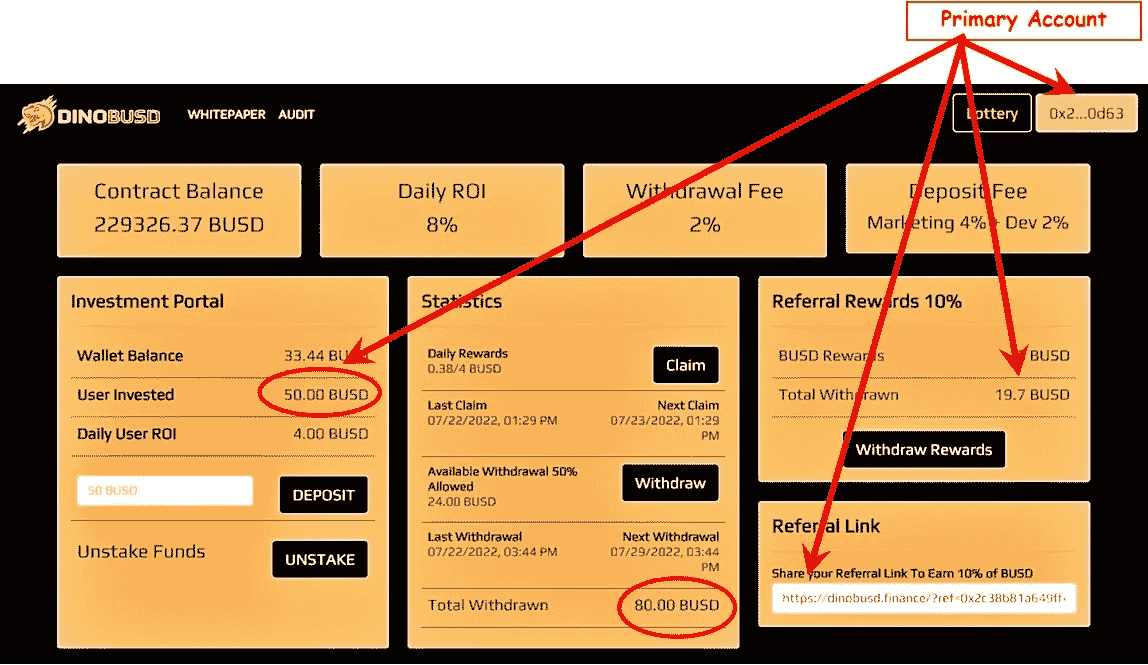 Primary Account
DINOBUSD
WHITEPAPER AUDIT
Lottery
0x2...0d63
Contract Balance
229326.37 BUSD
Daily ROI
8%
Withdrawal Fee
2%
Deposit Fee
Marketing 4% + Dev 2%
Investment Portal
Wallet Balance 33.44 BUSD
User Invested 50.00 BUSD
Daily User ROI 4.00 BUSD
50 BUSD
DEPOSIT
Unstake Funds
UNSTAKE
Statistics
Daily Rewards
0.38/4 BUSD
Claim
Last Claim
07/22/2022, 01:29 PM
Next Claim
07/23/2022, 01:29
PM
Available Withdrawal 50%
Allowed
24.00 BUSD
Withdraw
Last Withdrawal
07/22/2022, 03:44 PM
Next Withdrawal
07/29/2022, 03:44
PM
Total Withdrawn 80.00 BUSD
Referral Rewards 10%
BUSD Rewards BUSD
Total Withdrawn 19.7 BUSD
Withdraw Rewards
Referral Link
Share your Referral Link To Earn 10% of BUSD